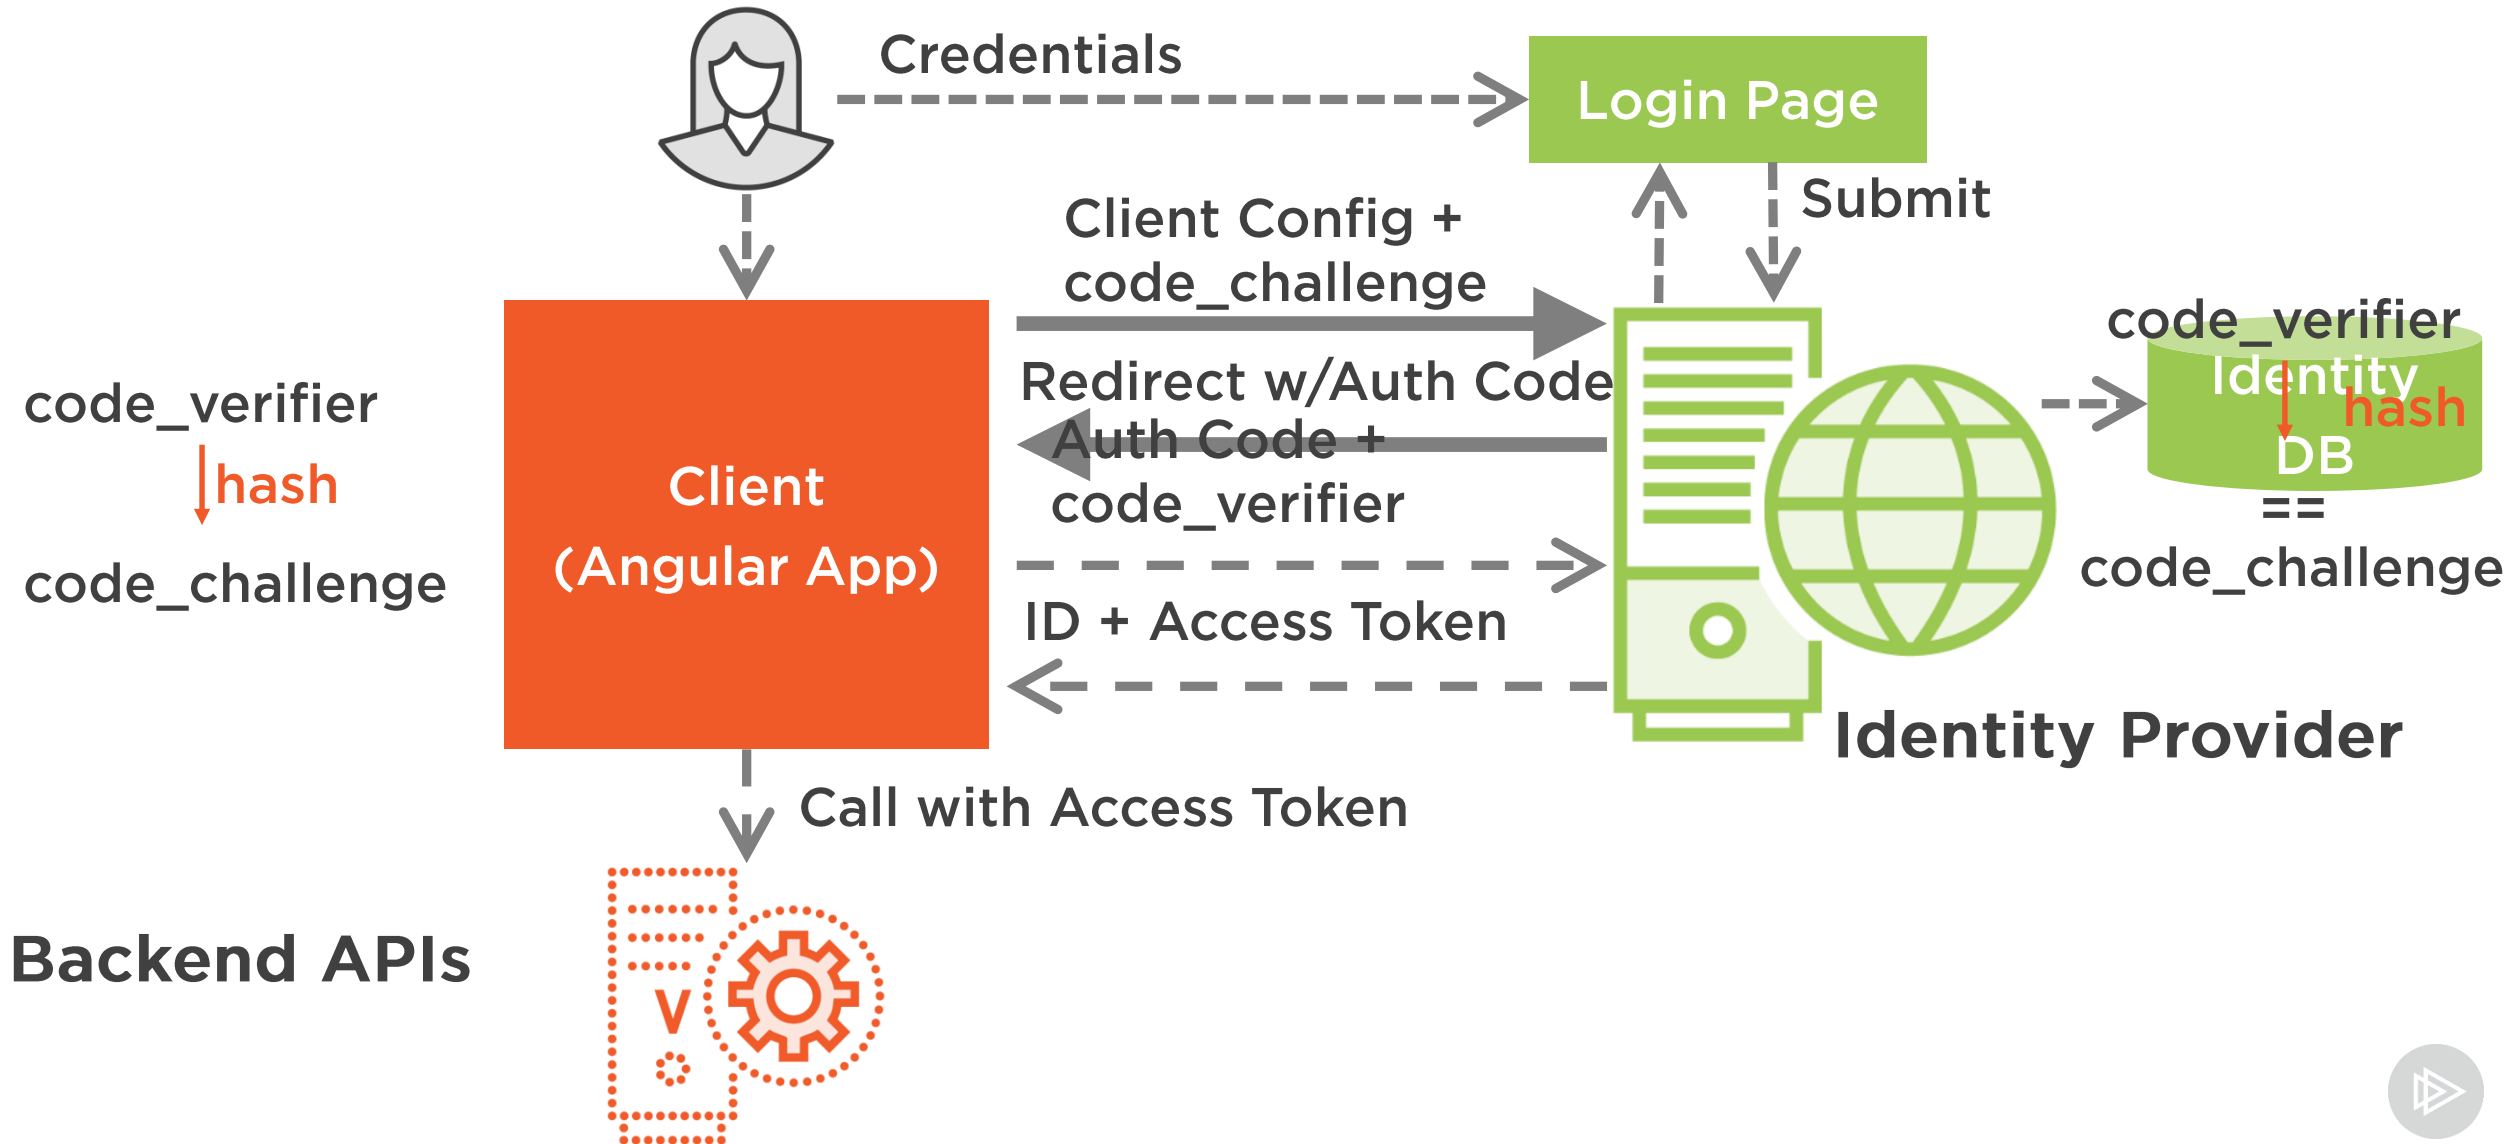 Credentials
Login Page
Submit
Client Config +
code_challenge
Redirect w/Auth Code
Auth Code +
code_verifier
ID + Access Token
code_verifier
hash
code_challenge
Client
(Angular App)
code_verifier
Identity
hash
DB
==
code_challenge
Identity Provider
Call with Access Token
Backend APIs